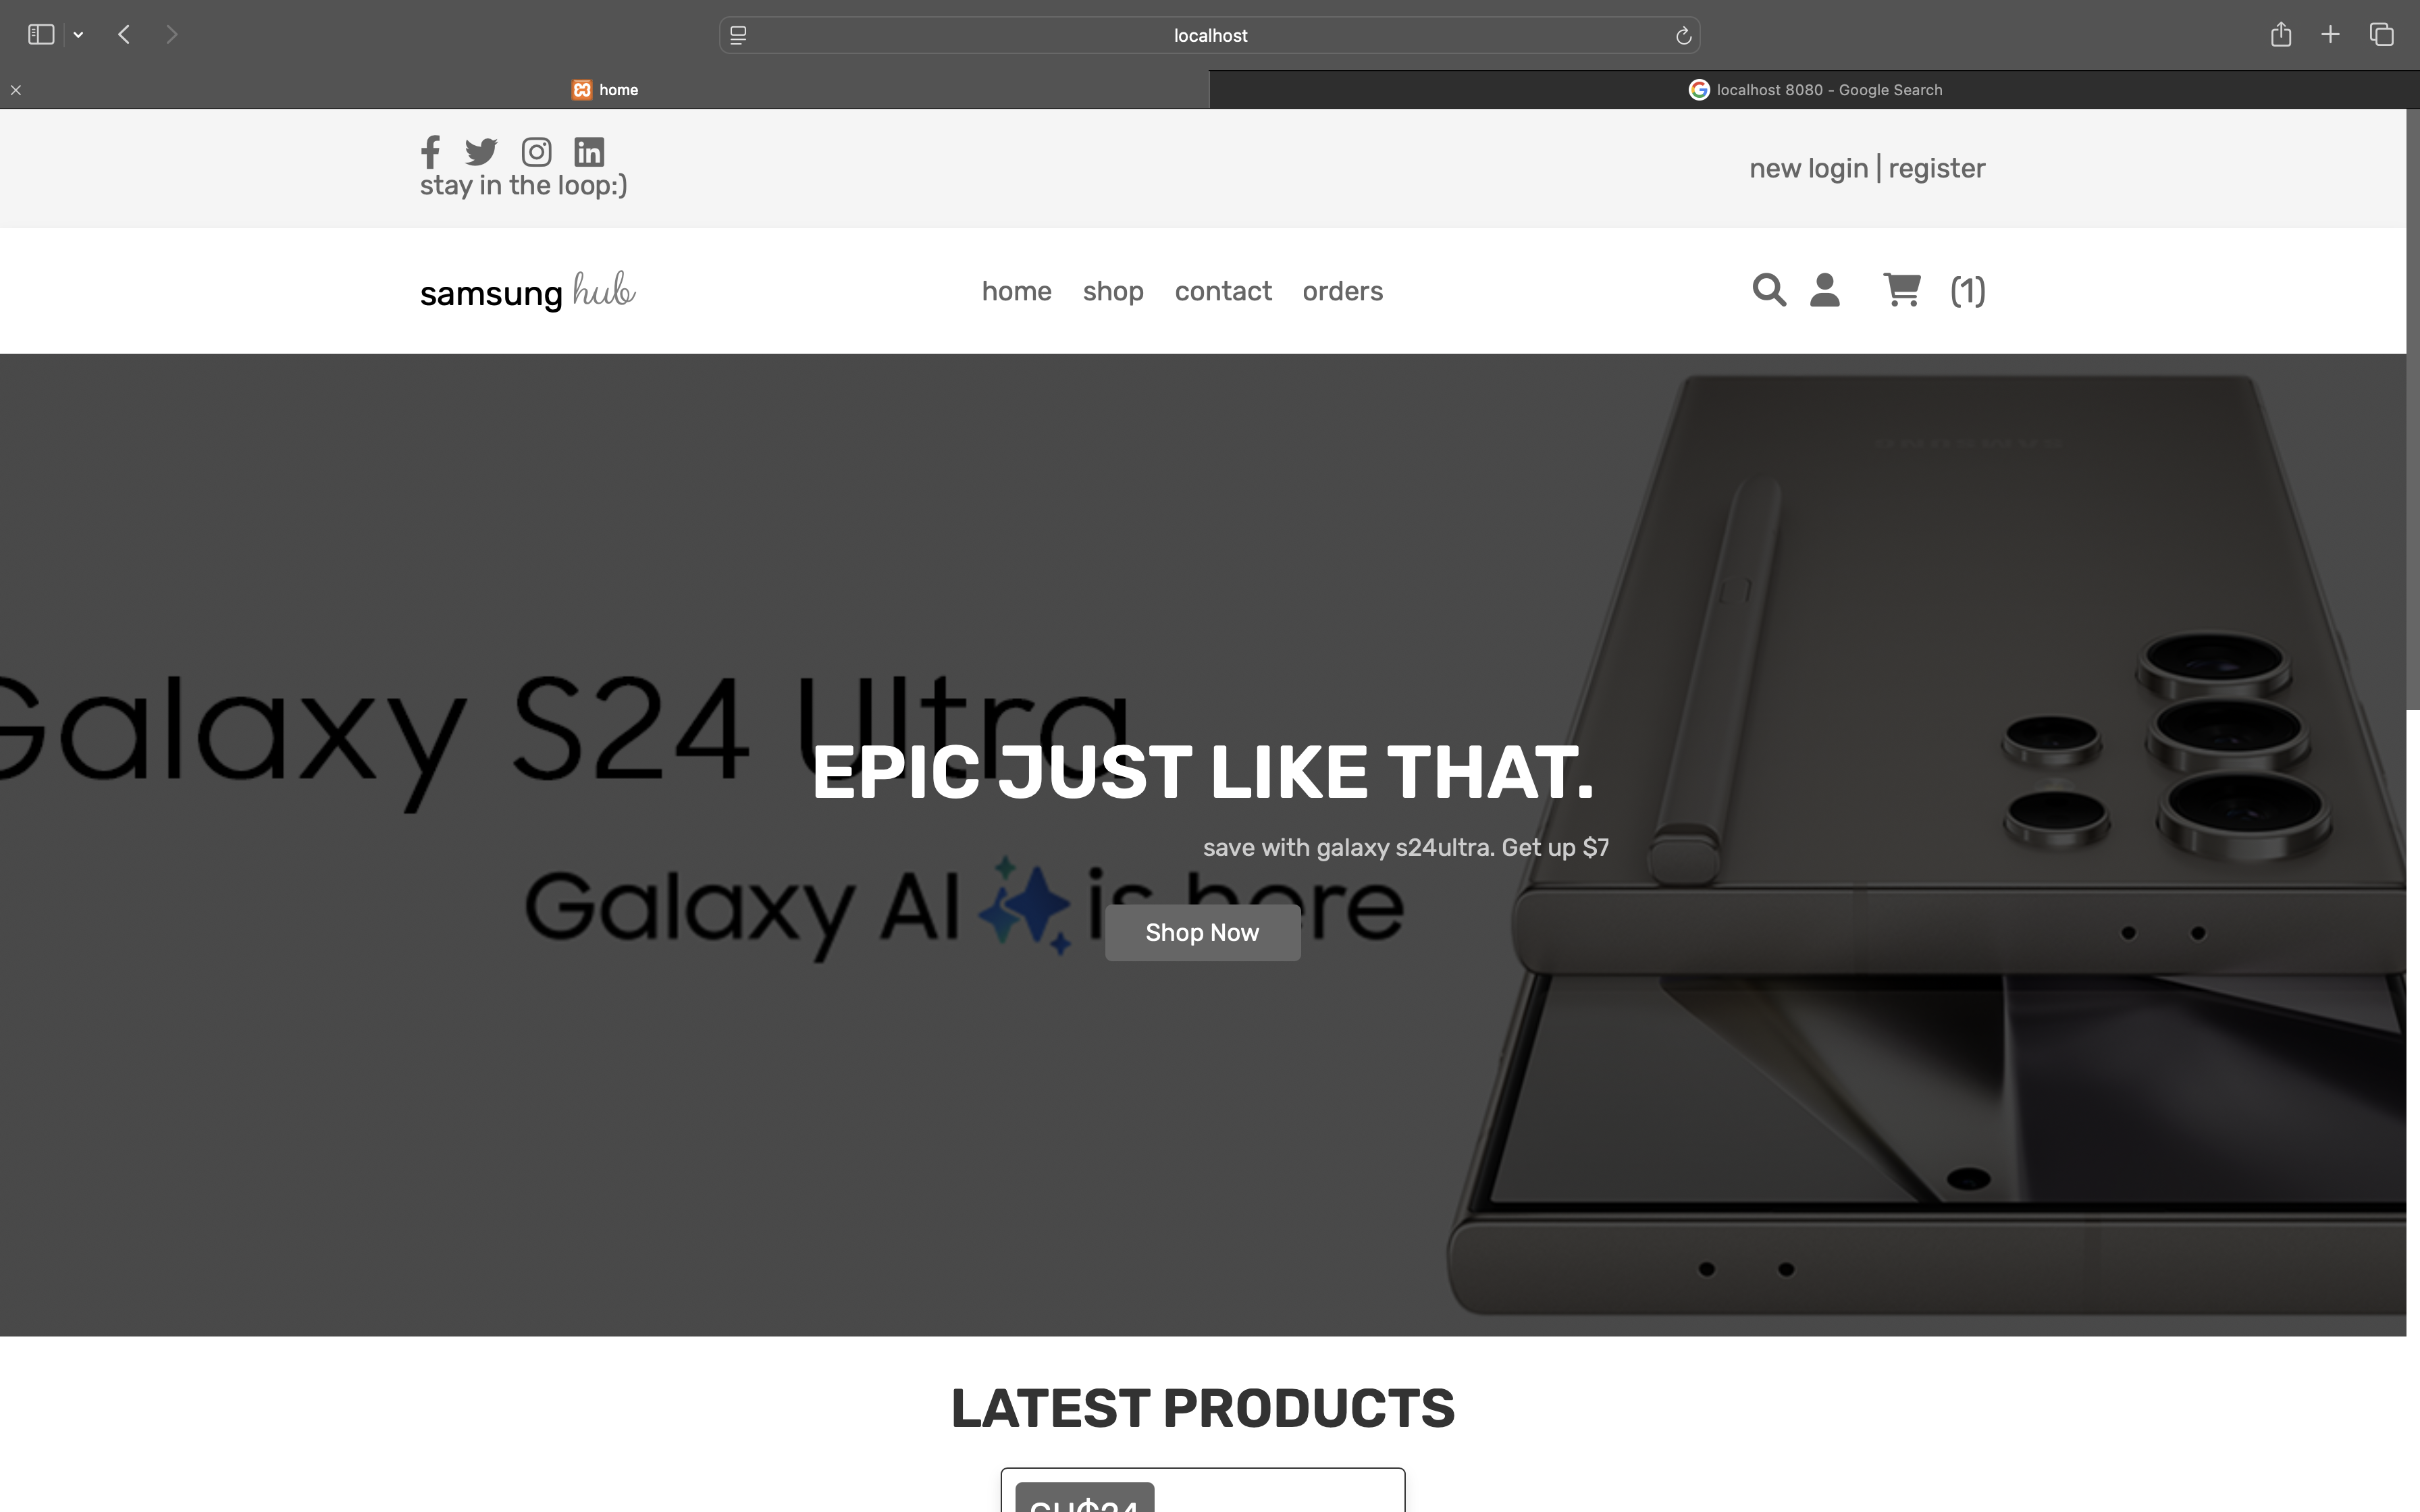 localhost
home
localhost 8080 - Google Search
stay in the loop:)
new login | register
samsung hub
home shop contact orders
(1)
Galaxy S24 Ultra
EPIC JUST LIKE THAT.
save with galaxy s24ultra. Get up $7
Galaxy AI is here
Shop Now
LATEST PRODUCTS